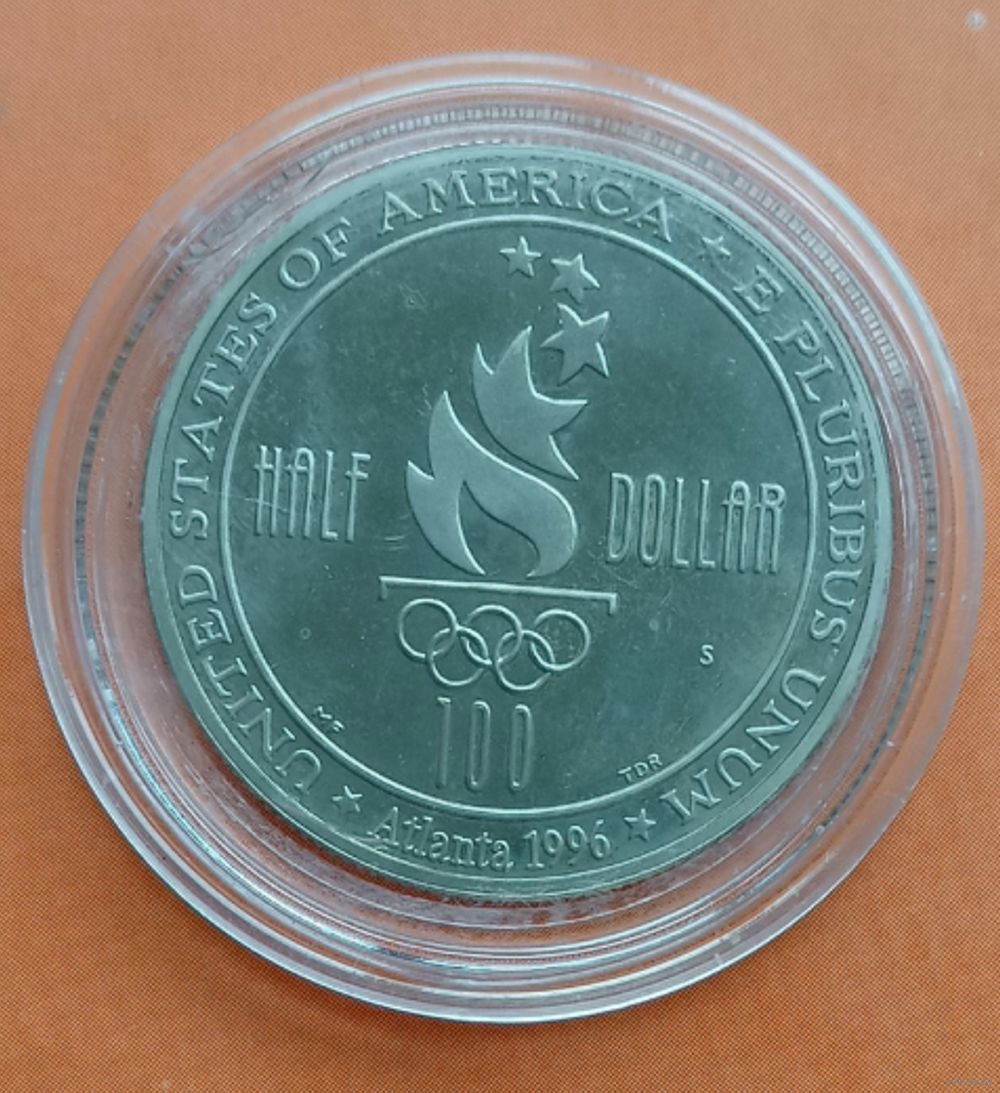 UNITED STATES OF AMERICA ★ E PLURIBUS UNUM ★
HALF DOLLAR
S
100
TDR
Atlanta 1996 ★